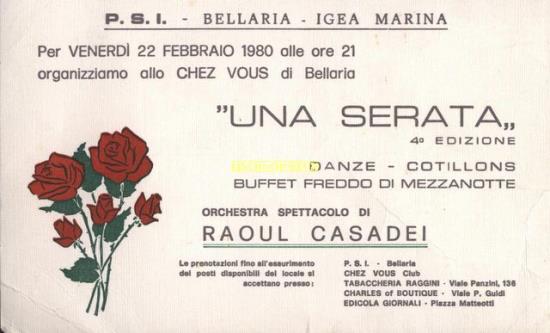 P. S. I. - BELLARIA - IGEA MARINA
Per VENERDÌ 22 FEBBRAIO 1980 alle ore 21
organizziamo allo CHEZ VOUS di Bellaria
"UNA SERATA„
4º EDIZIONE
DANZE - COTILLONS
BUFFET FREDDO DI MEZZANOTTE
ORCHESTRA SPETTACOLO DI
RAOUL CASADEI
Le prenotazioni fino all'esaurimento
dei posti disponibili del locale si
accettano presso:
P. S. I. - Bellaria
CHEZ VOUS Club
TABACCHERIA RAGGINI - Viale Panzini, 136
CHARLES of BOUTIQUE - Viale P. Guidi
EDICOLA GIORNALI - Piazza Matteotti